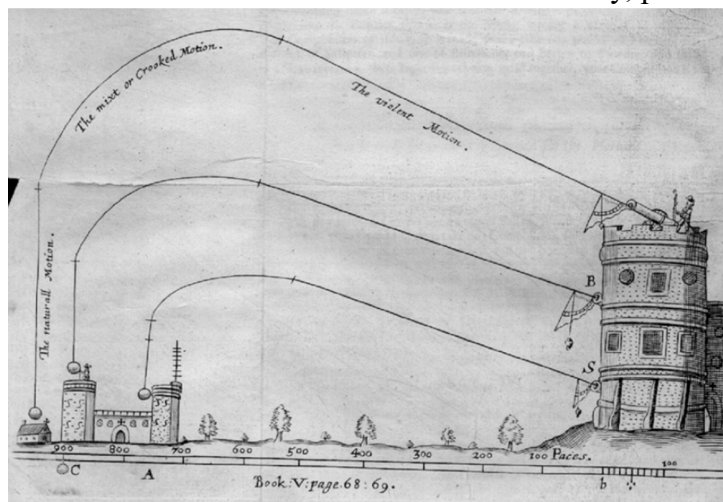 The mixt or Crooked Motion.
The violent Motion.
The naturall Motion.
B
S
900 800 700 600 500 400 300 200 100 Paces. 100
C A b
Book:V:page.68:69.